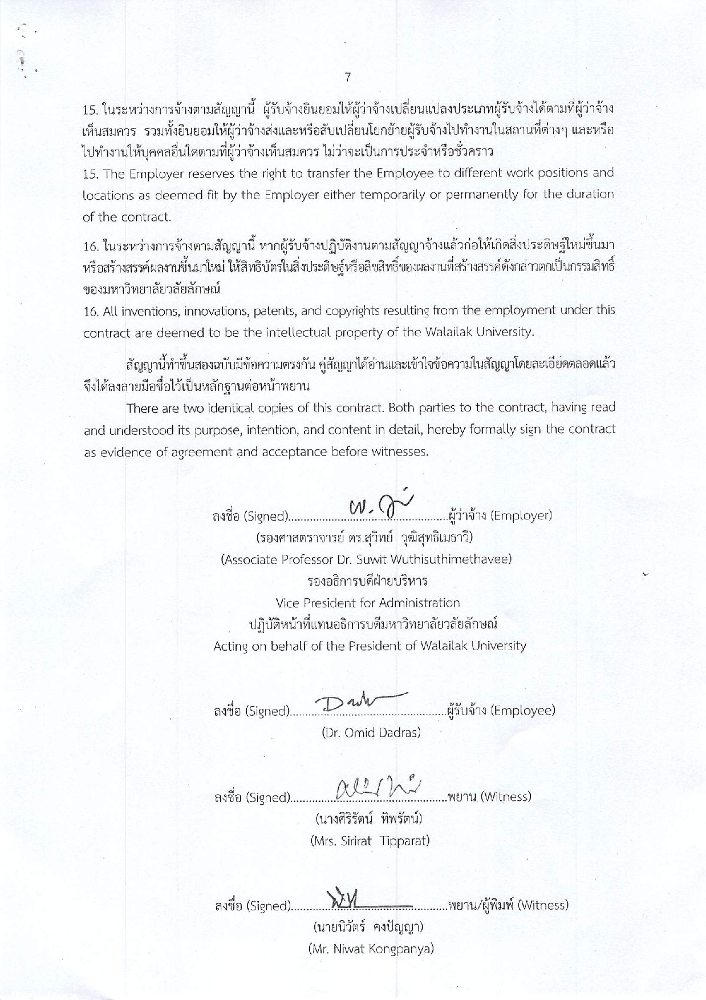 7
15. ในระหว่างการจ้างตามสัญญานี้ ผู้รับจ้างยินยอมให้ผู้ว่าจ้างเปลี่ยนแปลงประเภทผู้รับจ้างได้ตามที่ผู้ว่าจ้าง
เห็นสมควร รวมทั้งยินยอมให้ผู้ว่าจ้างส่งและหรือสับเปลี่ยนโยกย้ายผู้รับจ้างไปทำงานในสถานที่ต่างๆ และหรือ
ไปทำงานให้บุคคลอื่นใดตามที่ผู้ว่าจ้างเห็นสมควร ไม่ว่าจะเป็นการประจำหรือชั่วคราว
15. The Employer reserves the right to transfer the Employee to different work positions and
locations as deemed fit by the Employer either temporarily or permanently for the duration
of the contract.
16. ในระหว่างการจ้างตามสัญญานี้ หากผู้รับจ้างปฏิบัติงานตามสัญญาจ้างแล้วก่อให้เกิดสิ่งประดิษฐ์ใหม่ขึ้นมา
หรือสร้างสรรค์ผลงานขึ้นมาใหม่ ให้สิทธิบัตรในสิ่งประดิษฐ์หรือลิขสิทธิ์ของผลงานที่สร้างสรรค์ดังกล่าวตกเป็นกรรมสิทธิ์
ของมหาวิทยาลัยวลัยลักษณ์
16. All inventions, innovations, patents, and copyrights resulting from the employment under this
contract are deemed to be the intellectual property of the Walailak University.
สัญญานี้ทำขึ้นสองฉบับมีข้อความตรงกัน คู่สัญญาได้อ่านและเข้าใจข้อความในสัญญาโดยละเอียดตลอดแล้ว
จึงได้ลงลายมือชื่อไว้เป็นหลักฐานต่อหน้าพยาน
There are two identical copies of this contract. Both parties to the contract, having read
and understood its purpose, intention, and content in detail, hereby formally sign the contract
as evidence of agreement and acceptance before witnesses.
ลงชื่อ (Signed)....................................................ผู้ว่าจ้าง (Employer)
(รองศาสตราจารย์ ดร.สุวิทย์ วุฒิสุทธิเมธาวี)
(Associate Professor Dr. Suwit Wuthisuthimethavee)
รองอธิการบดีฝ่ายบริหาร
Vice President for Administration
ปฏิบัติหน้าที่แทนอธิการบดีมหาวิทยาลัยวลัยลักษณ์
Acting on behalf of the President of Walailak University
ลงชื่อ (Signed)....................................................ผู้รับจ้าง (Employee)
(Dr. Omid Dadras)
ลงชื่อ (Signed)....................................................พยาน (Witness)
(นางศิริรัตน์ ทิพรัตน์)
(Mrs. Sirirat Tipparat)
ลงชื่อ (Signed)....................................................พยาน/ผู้พิมพ์ (Witness)
(นายนิวัตร์ คงปัญญา)
(Mr. Niwat Kongpanya)